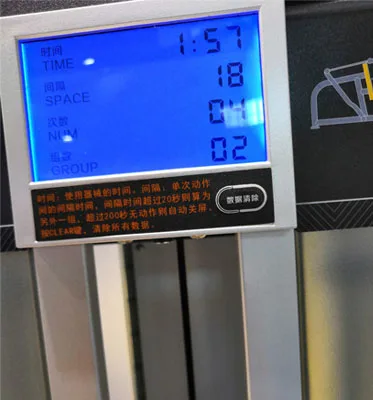 时间 1:57
TIME
间隔 18
SPACE
次数 04
NUM
组数 02
GROUP
时间：使用器械的时间，间隔：单次动作
间的间隔时间，间隔时间超过20秒则算为
另外一组，超过200秒无动作则自动关屏，
按CLEAR键，清除所有数据。
数据清除